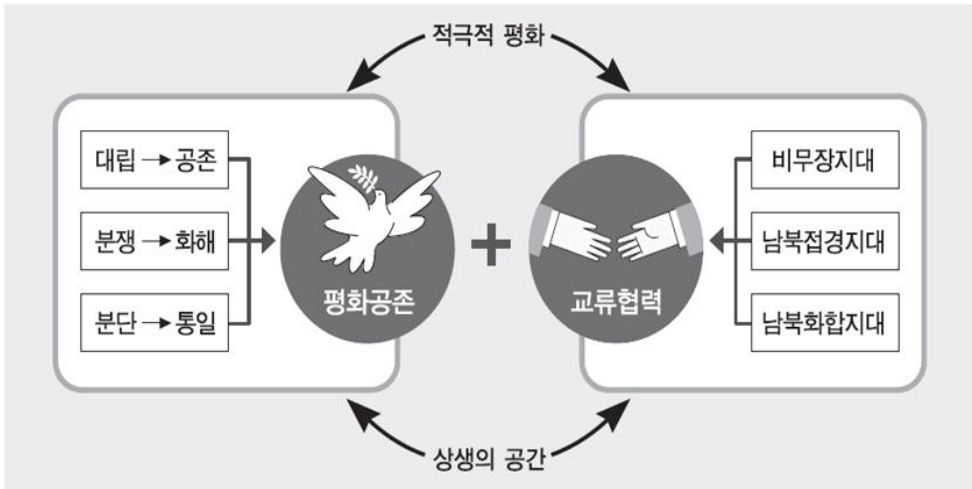 적극적 평화
대립 → 공존
분쟁 → 화해
분단 → 통일
평화공존
+
교류협력
비무장지대
남북접경지대
남북화합지대
상생의 공간